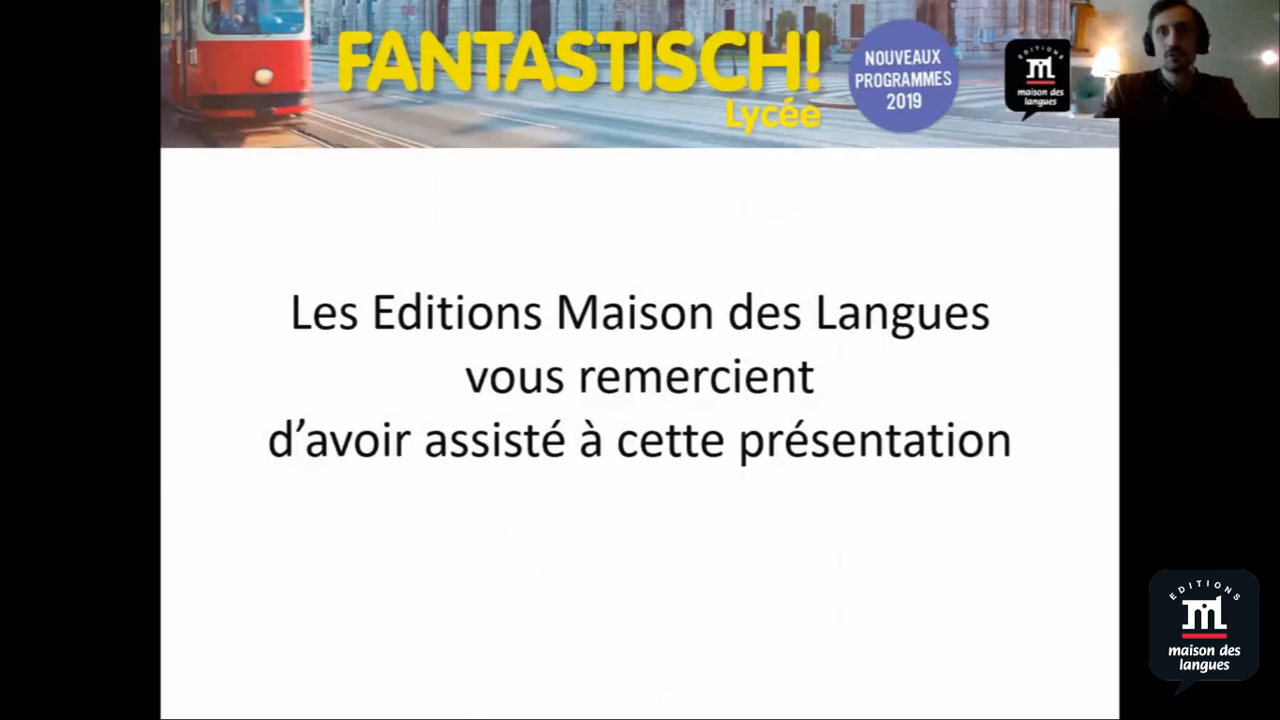 FANTASTISCH!
Lycée
NOUVEAUX
PROGRAMMES
2019
EDITIONS
maison des
langues
Les Editions Maison des Langues
vous remercient
d’avoir assisté à cette présentation
EDITIONS
maison des
langues